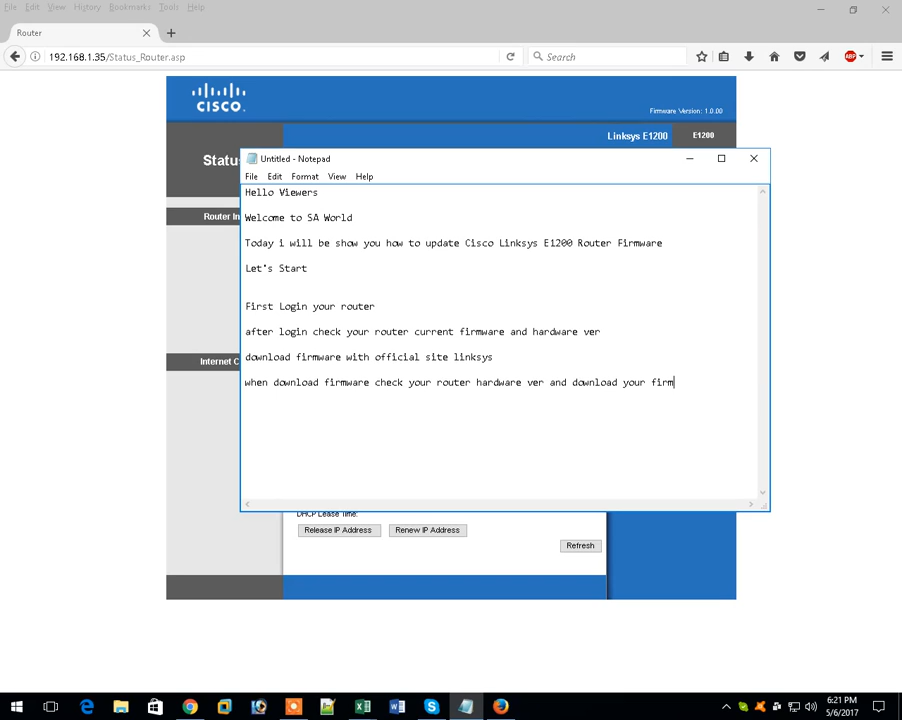 File Edit View History Bookmarks Tools Help
Router
192.168.1.35/Status_Router.asp
Search
ABP
CISCO.
Firmware Version: 1.0.00
Linksys E1200 E1200
Statu
Untitled - Notepad
File Edit Format View Help
Hello Viewers
Welcome to SA World
Today i will be show you how to update Cisco Linksys E1200 Router Firmware
Let's Start
First Login your router
after login check your router current firmware and hardware ver
download firmware with official site linksys
when download firmware check your router hardware ver and download your firm
Router In
Internet C
DHCP Lease Time:
Release IP Address Renew IP Address
Refresh
6:21 PM
5/6/2017